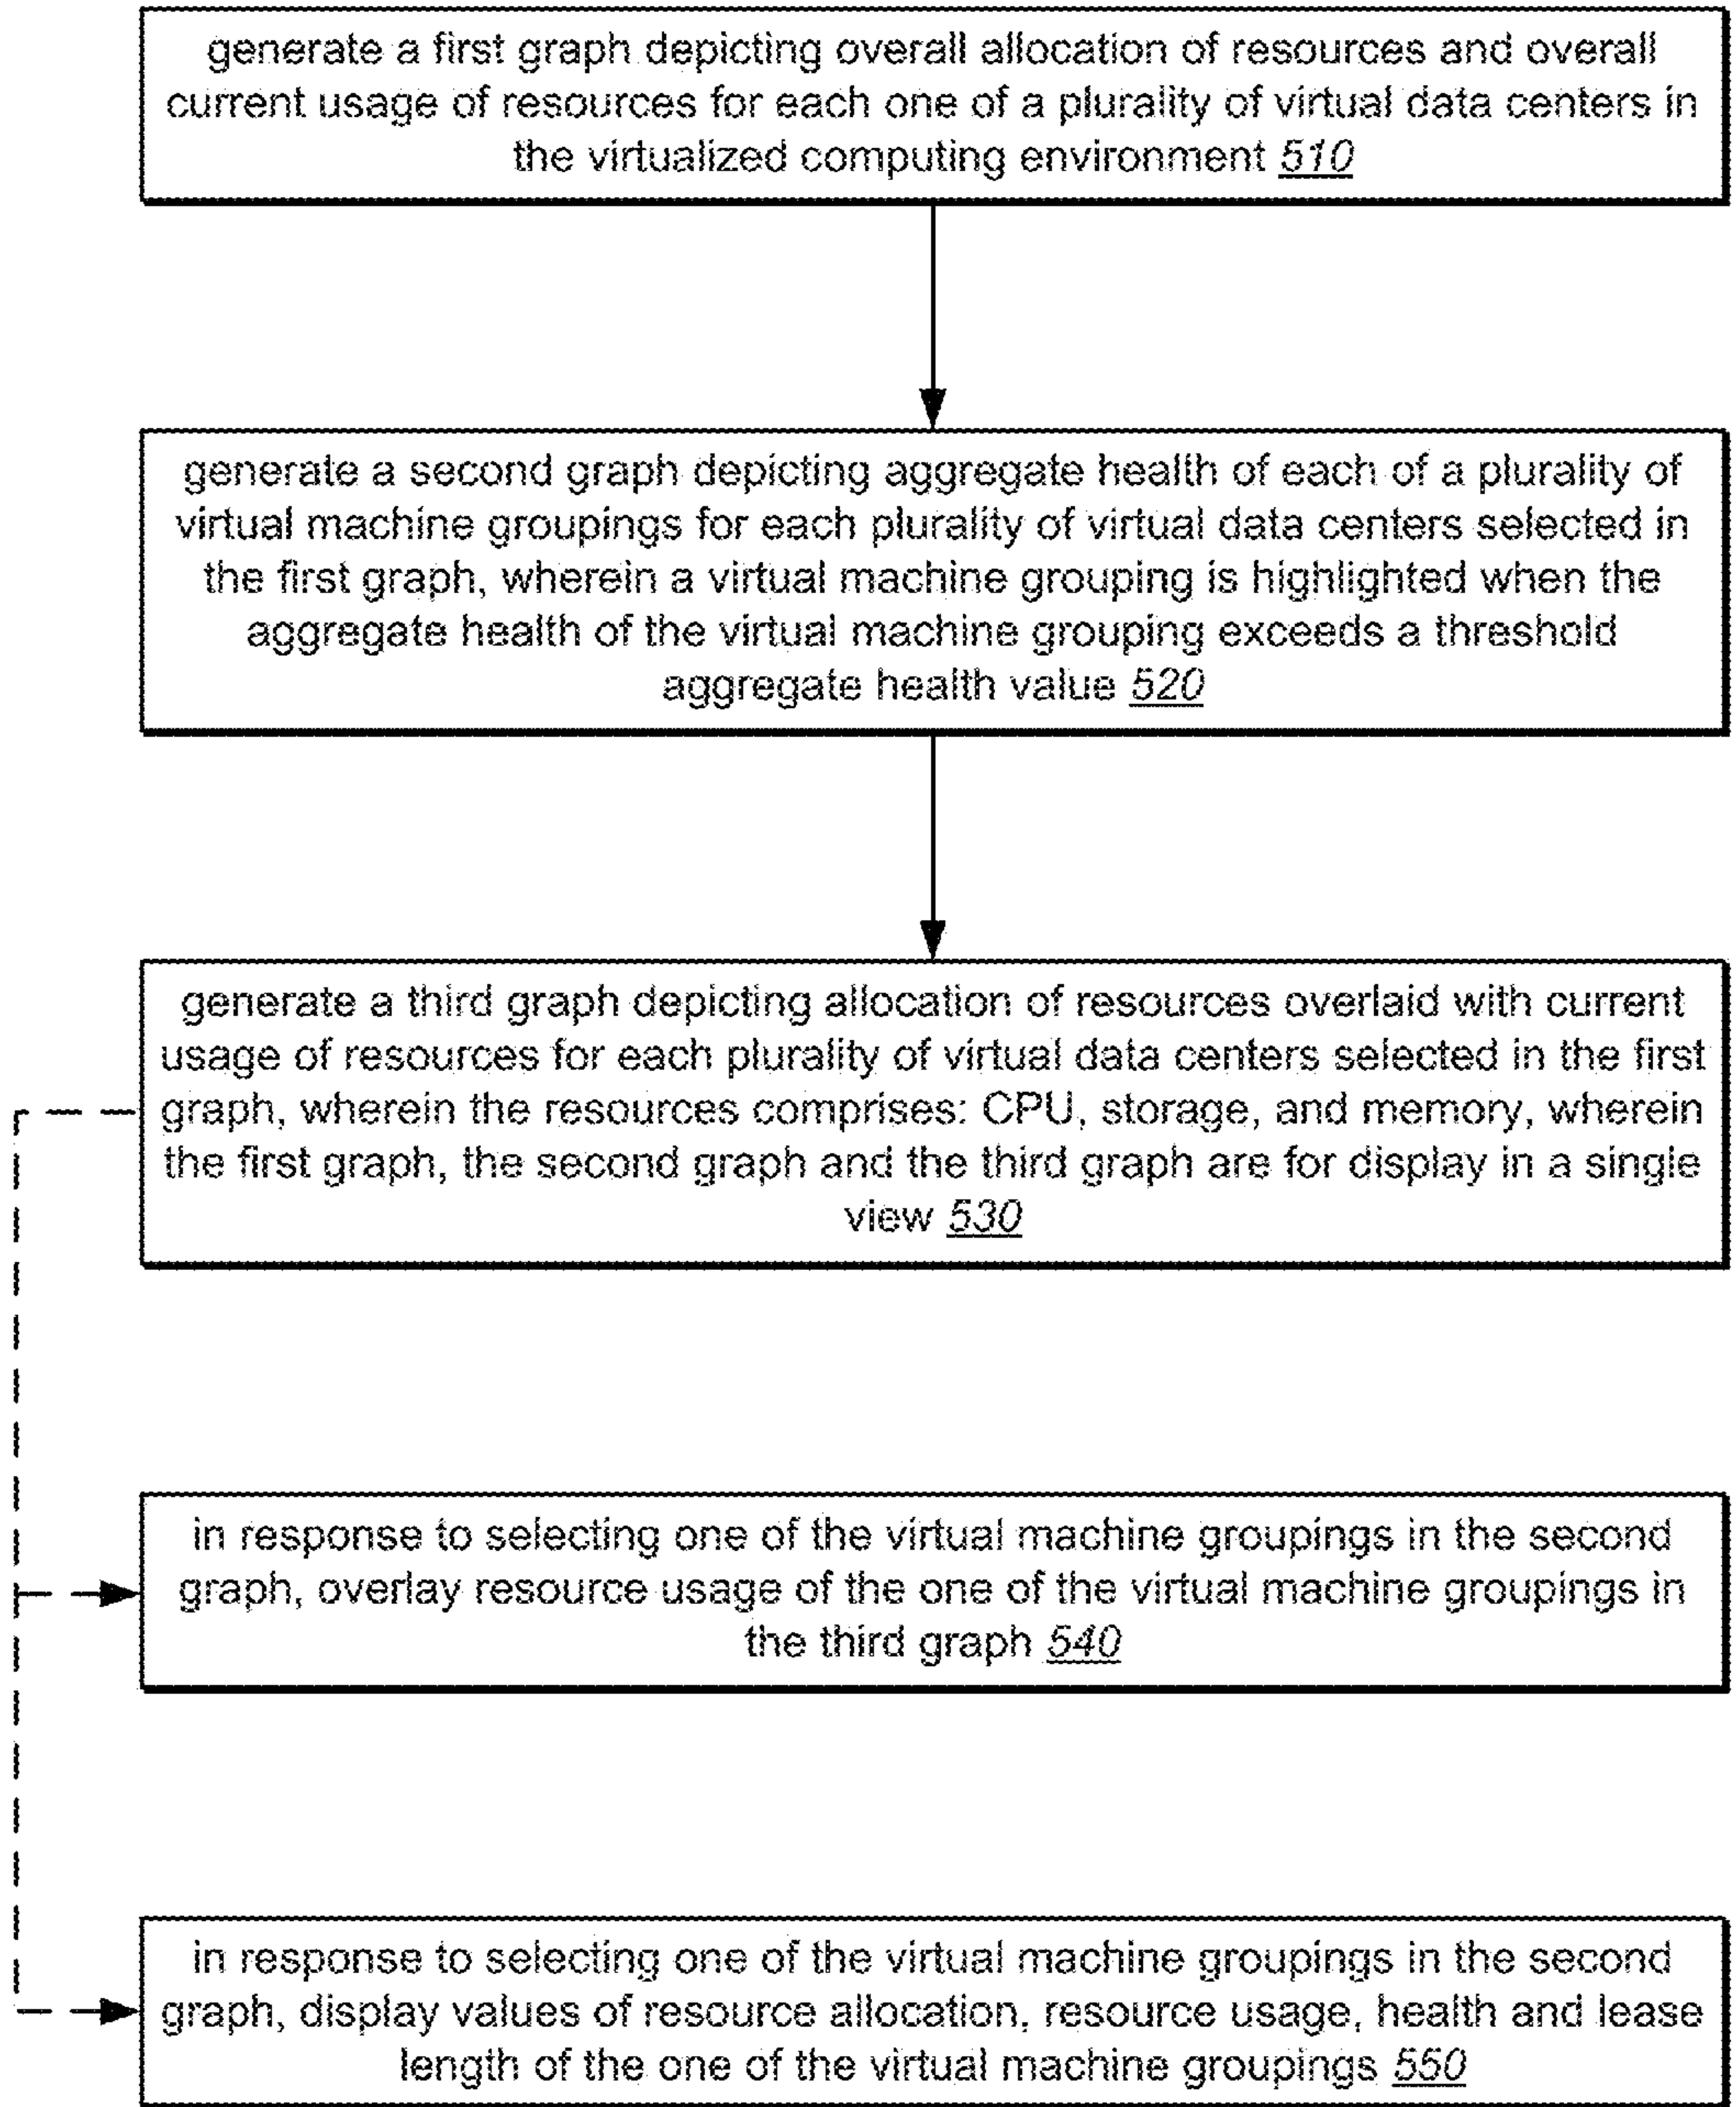 generate a first graph depicting overall allocation of resources and overall
current usage of resources for each one of a plurality of virtual data centers in
the virtualized computing environment 510
generate a second graph depicting aggregate health of each of a plurality of
virtual machine groupings for each plurality of virtual data centers selected in
the first graph, wherein a virtual machine grouping is highlighted when the
aggregate health of the virtual machine grouping exceeds a threshold
aggregate health value 520
generate a third graph depicting allocation of resources overlaid with current
usage of resources for each plurality of virtual data centers selected in the first
graph, wherein the resources comprises: CPU, storage, and memory, wherein
the first graph, the second graph and the third graph are for display in a single
view 530
in response to selecting one of the virtual machine groupings in the second
graph, overlay resource usage of the one of the virtual machine groupings in
the third graph 540
in response to selecting one of the virtual machine groupings in the second
graph, display values of resource allocation, resource usage, health and lease
length of the one of the virtual machine groupings 550